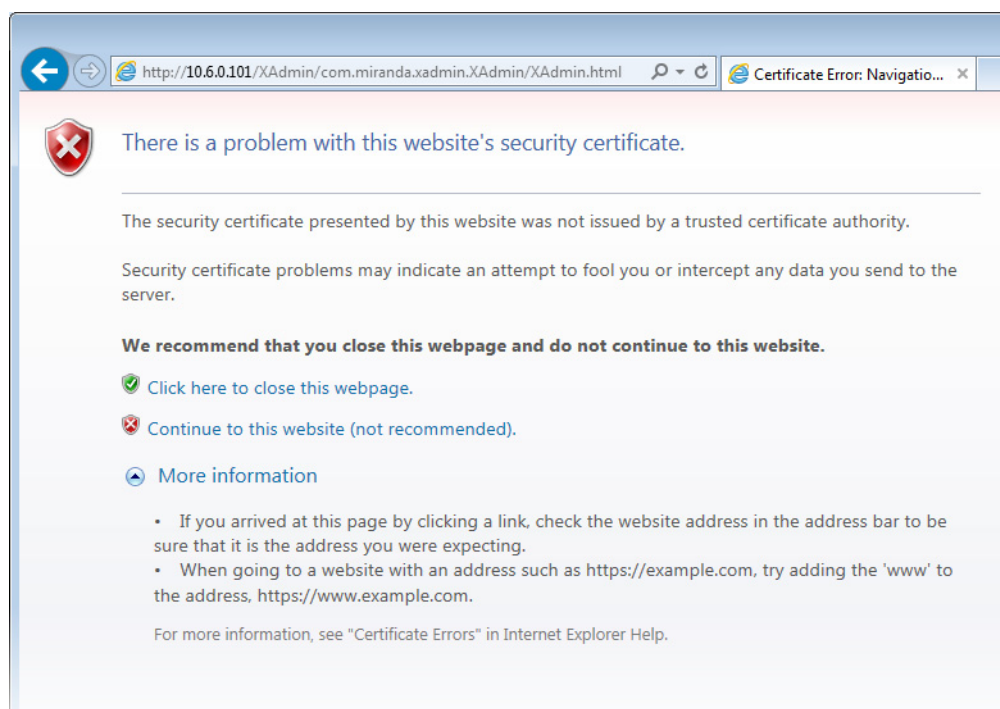 http://10.6.0.101/XAdmin/com.miranda.xadmin.XAdmin/XAdmin.html
Certificate Error: Navigatio...
There is a problem with this website's security certificate.
The security certificate presented by this website was not issued by a trusted certificate authority.
Security certificate problems may indicate an attempt to fool you or intercept any data you send to the
server.
We recommend that you close this webpage and do not continue to this website.
Click here to close this webpage.
Continue to this website (not recommended).
More information
• If you arrived at this page by clicking a link, check the website address in the address bar to be
sure that it is the address you were expecting.
• When going to a website with an address such as https://example.com, try adding the 'www' to
the address, https://www.example.com.
For more information, see "Certificate Errors" in Internet Explorer Help.